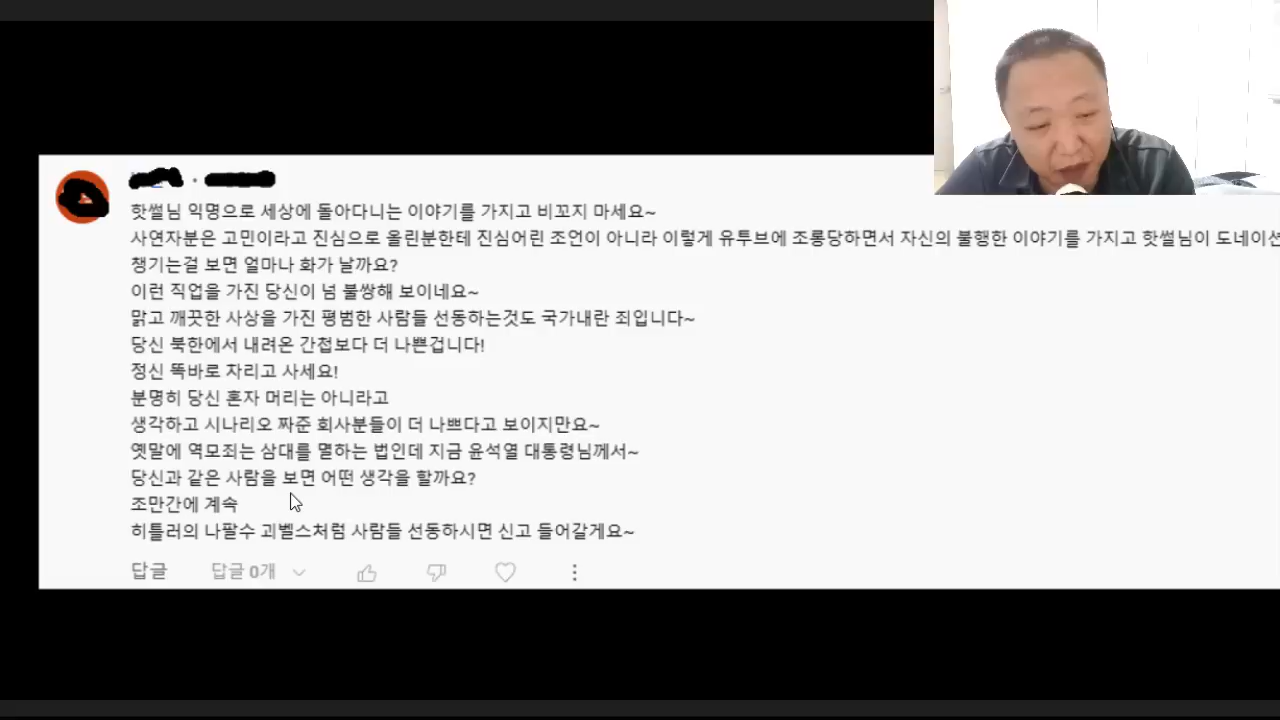 핫썰님 익명으로 세상에 돌아다니는 이야기를 가지고 비꼬지 마세요~
사연자분은 고민이라고 진심으로 올린분한테 진심어린 조언이 아니라 이렇게 유투브에 조롱당하면서 자신의 불행한 이야기를 가지고 핫썰님이 도네이션
챙기는걸 보면 얼마나 화가 날까요?
이런 직업을 가진 당신이 넘 불쌍해 보이네요~
맑고 깨끗한 사상을 가진 평범한 사람들 선동하는것도 국가내란 죄입니다~
당신 북한에서 내려온 간첩보다 더 나쁜겁니다!
정신 똑바로 차리고 사세요!
분명히 당신 혼자 머리는 아니라고
생각하고 시나리오 짜준 회사분들이 더 나쁘다고 보이지만요~
옛말에 역모죄는 삼대를 멸하는 법인데 지금 윤석열 대통령님께서~
당신과 같은 사람을 보면 어떤 생각을 할까요?
조만간에 계속
히틀러의 나팔수 괴벨스처럼 사람들 선동하시면 신고 들어갈게요~
답글 답글 0개